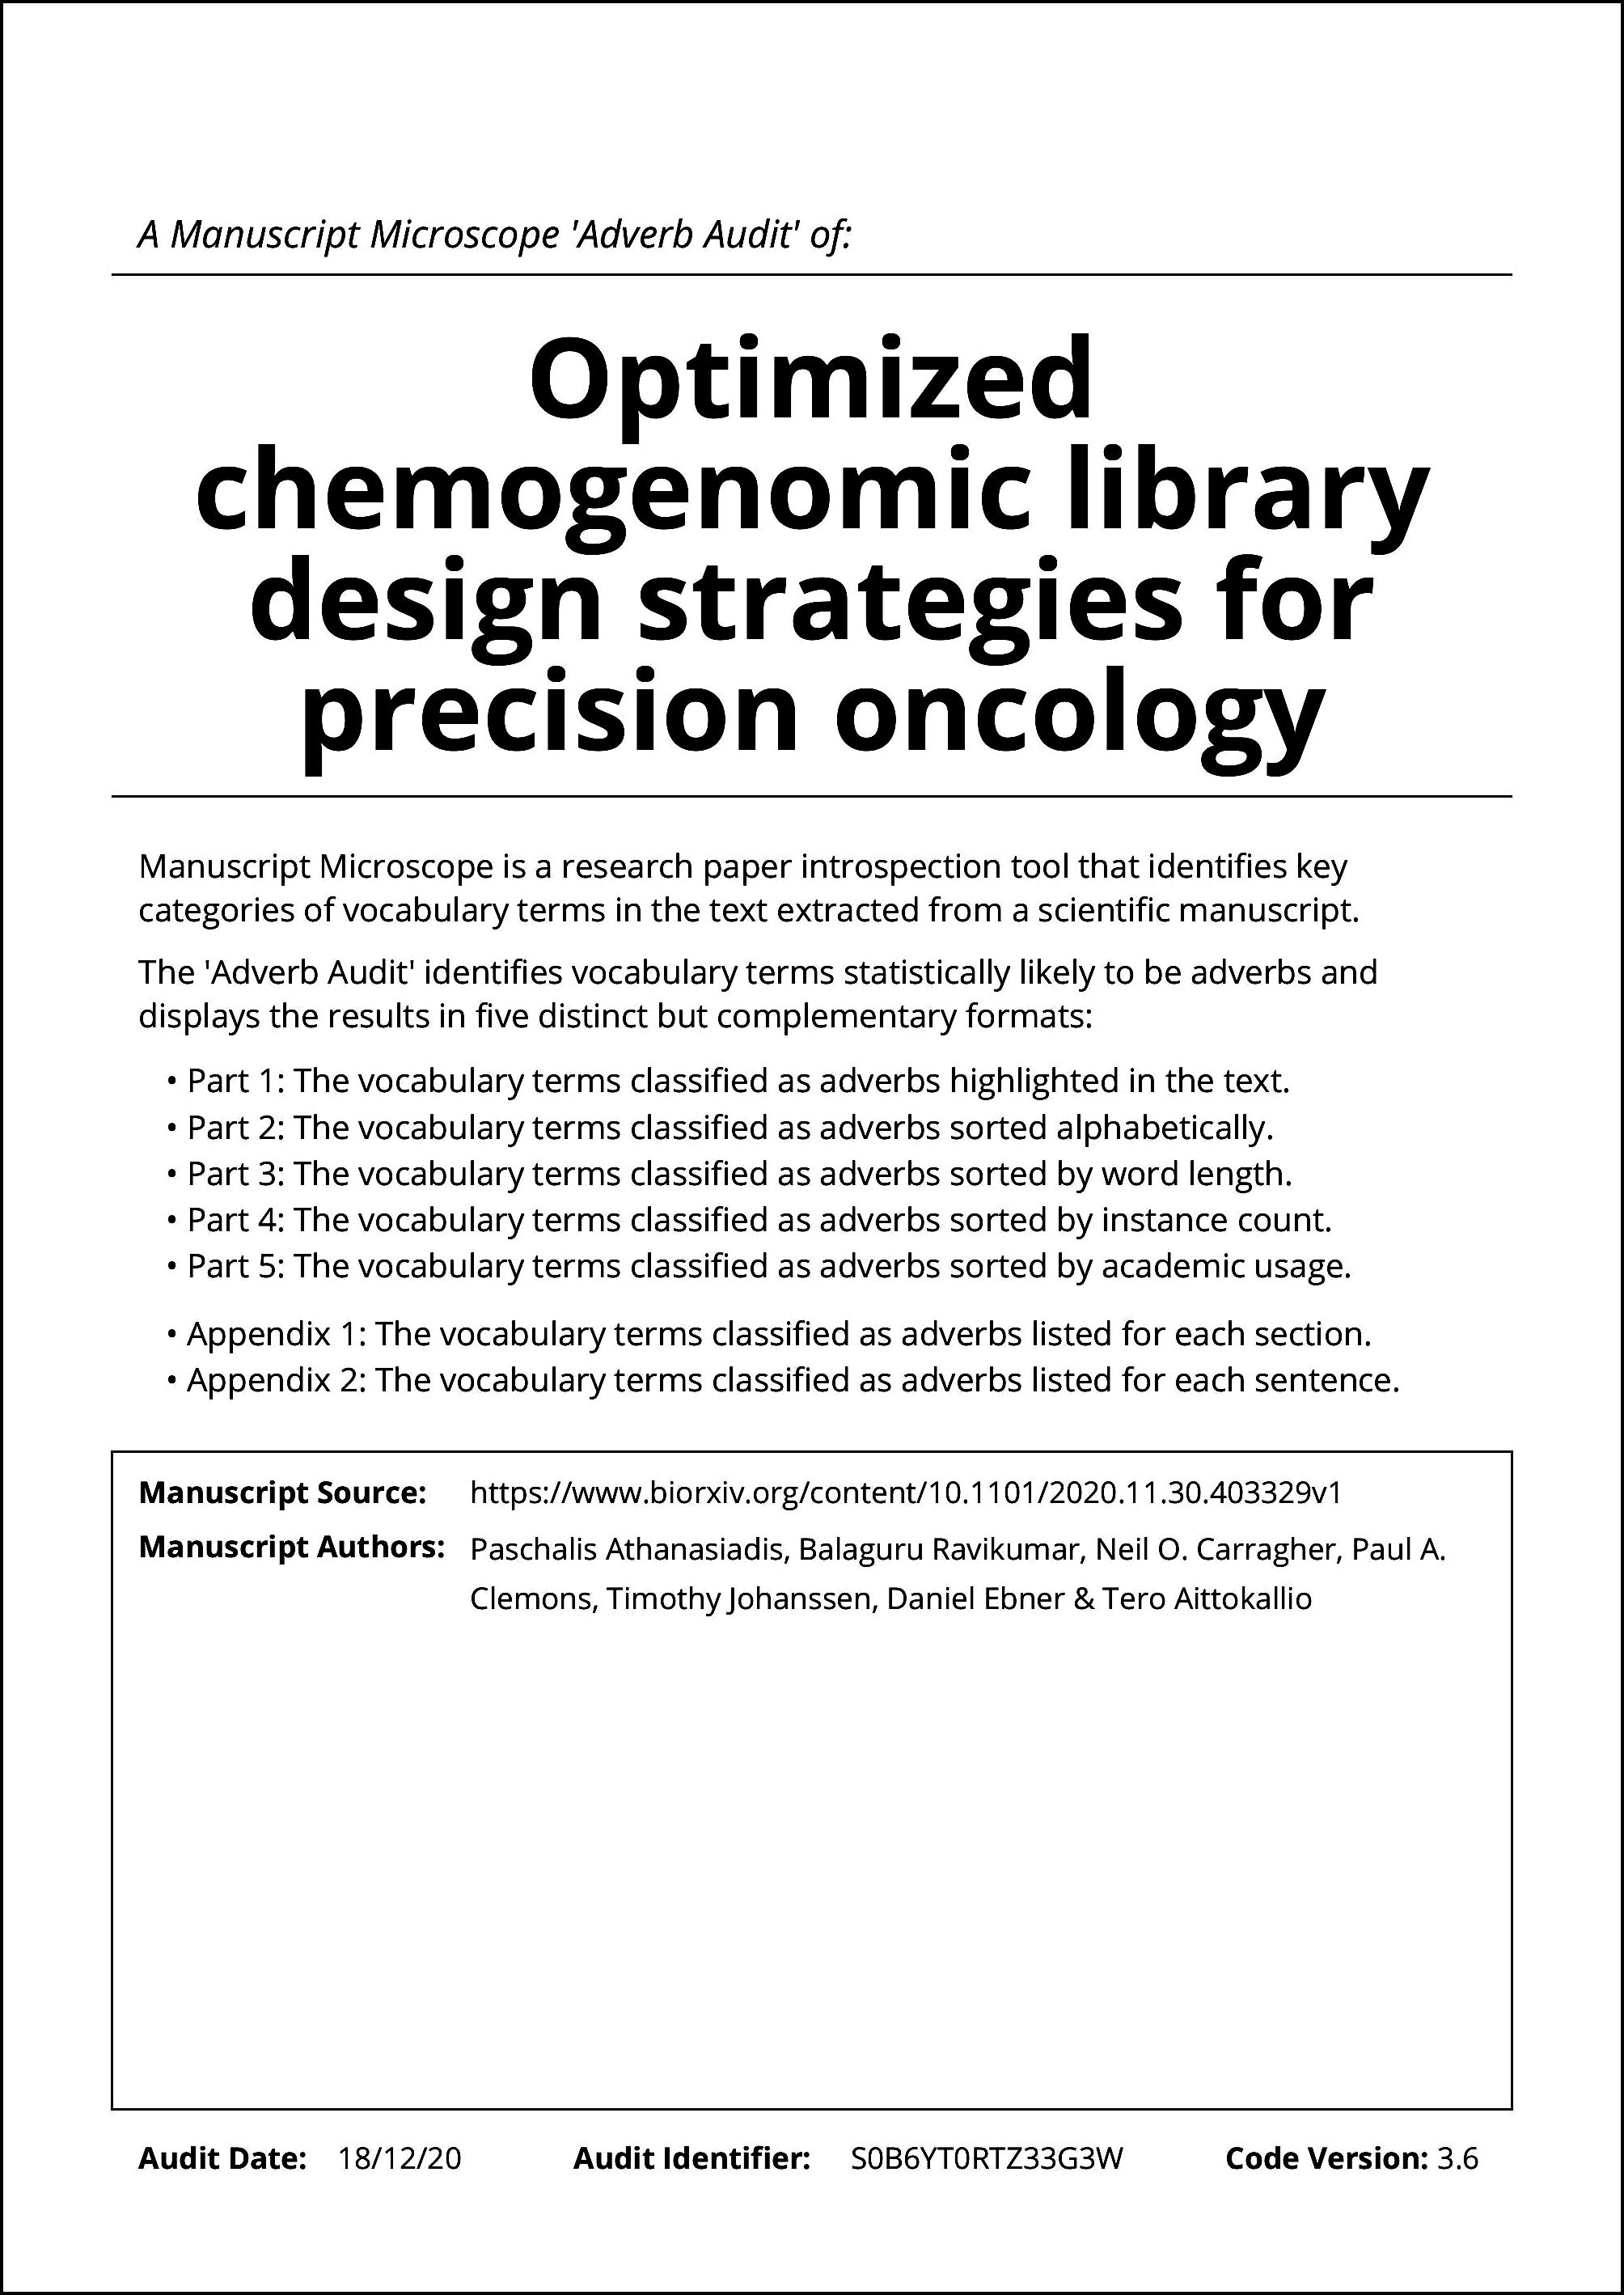 A Manuscript Microscope 'Adverb Audit' of:
Optimized
chemogenomic library
design strategies for
precision oncology
Manuscript Microscope is a research paper introspection tool that identifies key
categories of vocabulary terms in the text extracted from a scientific manuscript.
The 'Adverb Audit' identifies vocabulary terms statistically likely to be adverbs and
displays the results in five distinct but complementary formats:
• Part 1: The vocabulary terms classified as adverbs highlighted in the text.
• Part 2: The vocabulary terms classified as adverbs sorted alphabetically.
• Part 3: The vocabulary terms classified as adverbs sorted by word length.
• Part 4: The vocabulary terms classified as adverbs sorted by instance count.
• Part 5: The vocabulary terms classified as adverbs sorted by academic usage.
• Appendix 1: The vocabulary terms classified as adverbs listed for each section.
• Appendix 2: The vocabulary terms classified as adverbs listed for each sentence.
Manuscript Source: https://www.biorxiv.org/content/10.1101/2020.11.30.403329v1
Manuscript Authors: Paschalis Athanasiadis, Balaguru Ravikumar, Neil O. Carragher, Paul A.
Clemons, Timothy Johanssen, Daniel Ebner & Tero Aittokallio
Audit Date: 18/12/20 Audit Identifier: S0B6YT0RTZ33G3W Code Version: 3.6